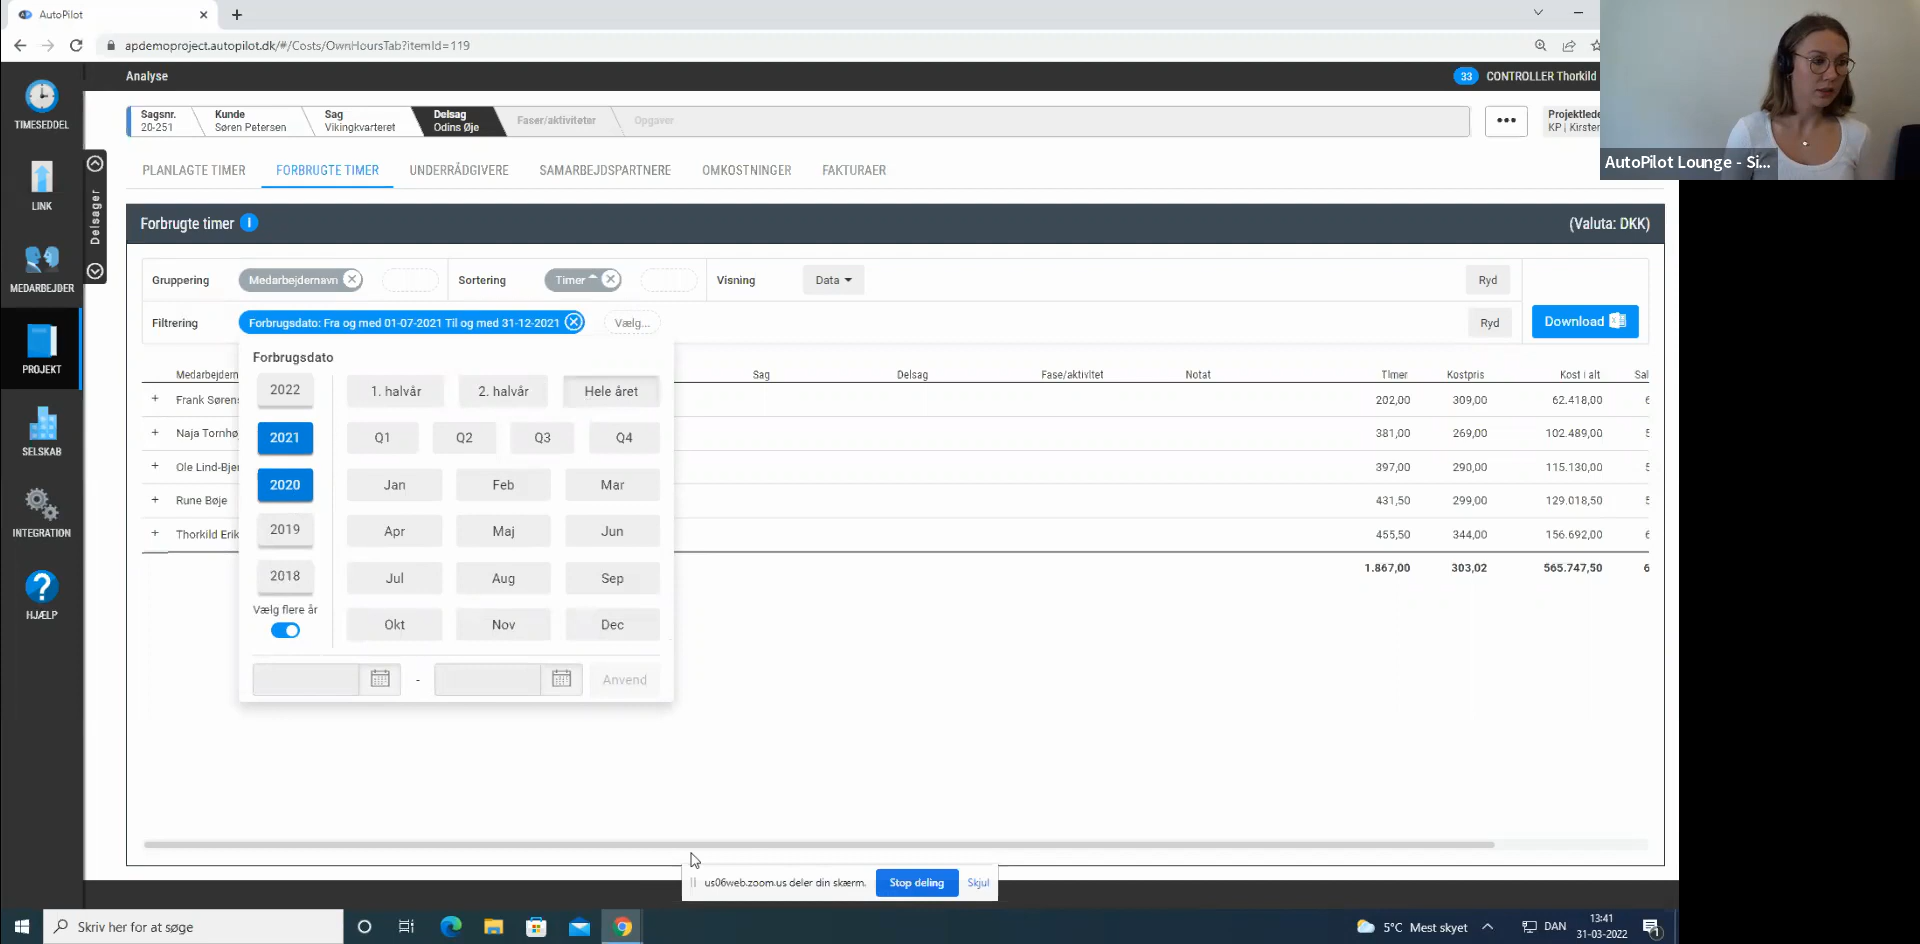 AutoPilot
apdemoproject.autopilot.dk/#/Costs/OwnHoursTab?itemId=119
Analyse
33 CONTROLLER Thorkild
AutoPilot Lounge - Si...
TIMESEDDEL
LINK
MEDARBEJDER
PROJEKT
SELSKAB
INTEGRATION
HJÆLP
Delsager
Sagsnr.
20-251
Kunde
Søren Petersen
Sag
Vikingkvarteret
Delsag
Odins Øje
Faser/aktiviteter
Opgaver
Projektlede
KP | Kirsten
PLANLAGTE TIMER FORBRUGTE TIMER UNDERRÅDGIVERE SAMARBEJDSPARTNERE OMKOSTNINGER FAKTURAER
Forbrugte timer
(Valuta: DKK)
Gruppering Medarbejdernavn Sortering Timer Visning Data Ryd
Filtrering Forbrugsdato: Fra og med 01-07-2021 Til og med 31-12-2021 Vælg... Ryd
Download
Medarbejdern Sag Delsag Fase/aktivitet Notat Timer Kostpris Kost i alt Sal
Frank Sørens 202,00 309,00 62.418,00 6
Naja Tornhø 381,00 269,00 102.489,00 5
Ole Lind-Bjer 397,00 290,00 115.130,00 5
Rune Bøje 431,50 299,00 129.018,50 5
Thorkild Erik 455,50 344,00 156.692,00 6
1.867,00 303,02 565.747,50 6
Forbrugsdato
2022
2021
2020
2019
2018
Vælg flere år
1. halvår 2. halvår Hele året
Q1 Q2 Q3 Q4
Jan Feb Mar
Apr Maj Jun
Jul Aug Sep
Okt Nov Dec
- Anvend
us06web.zoom.us deler din skærm. Stop deling Skjul
Skriv her for at søge
5°C Mest skyet
DAN
13:41
31-03-2022
1